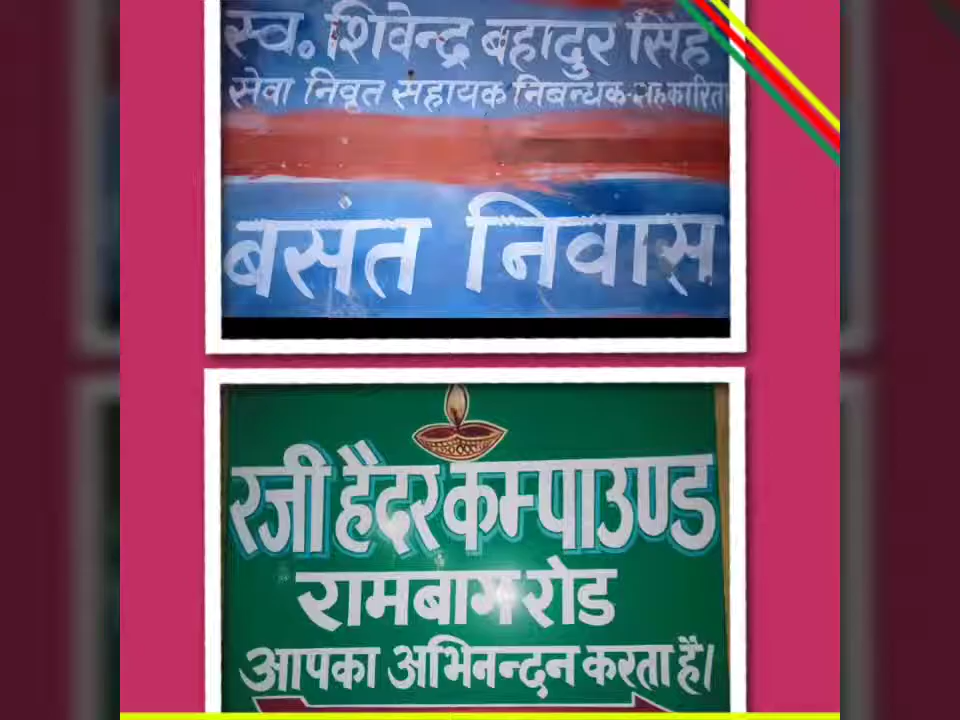 स्व. शिवेन्द्र बहादुर सिंह
सेवा निवृत सहायक निबन्धक-सहकारिता
बसंत निवास
रजी हैदर कम्पाउण्ड
रामबाग रोड
आपका अभिनन्दन करता है।